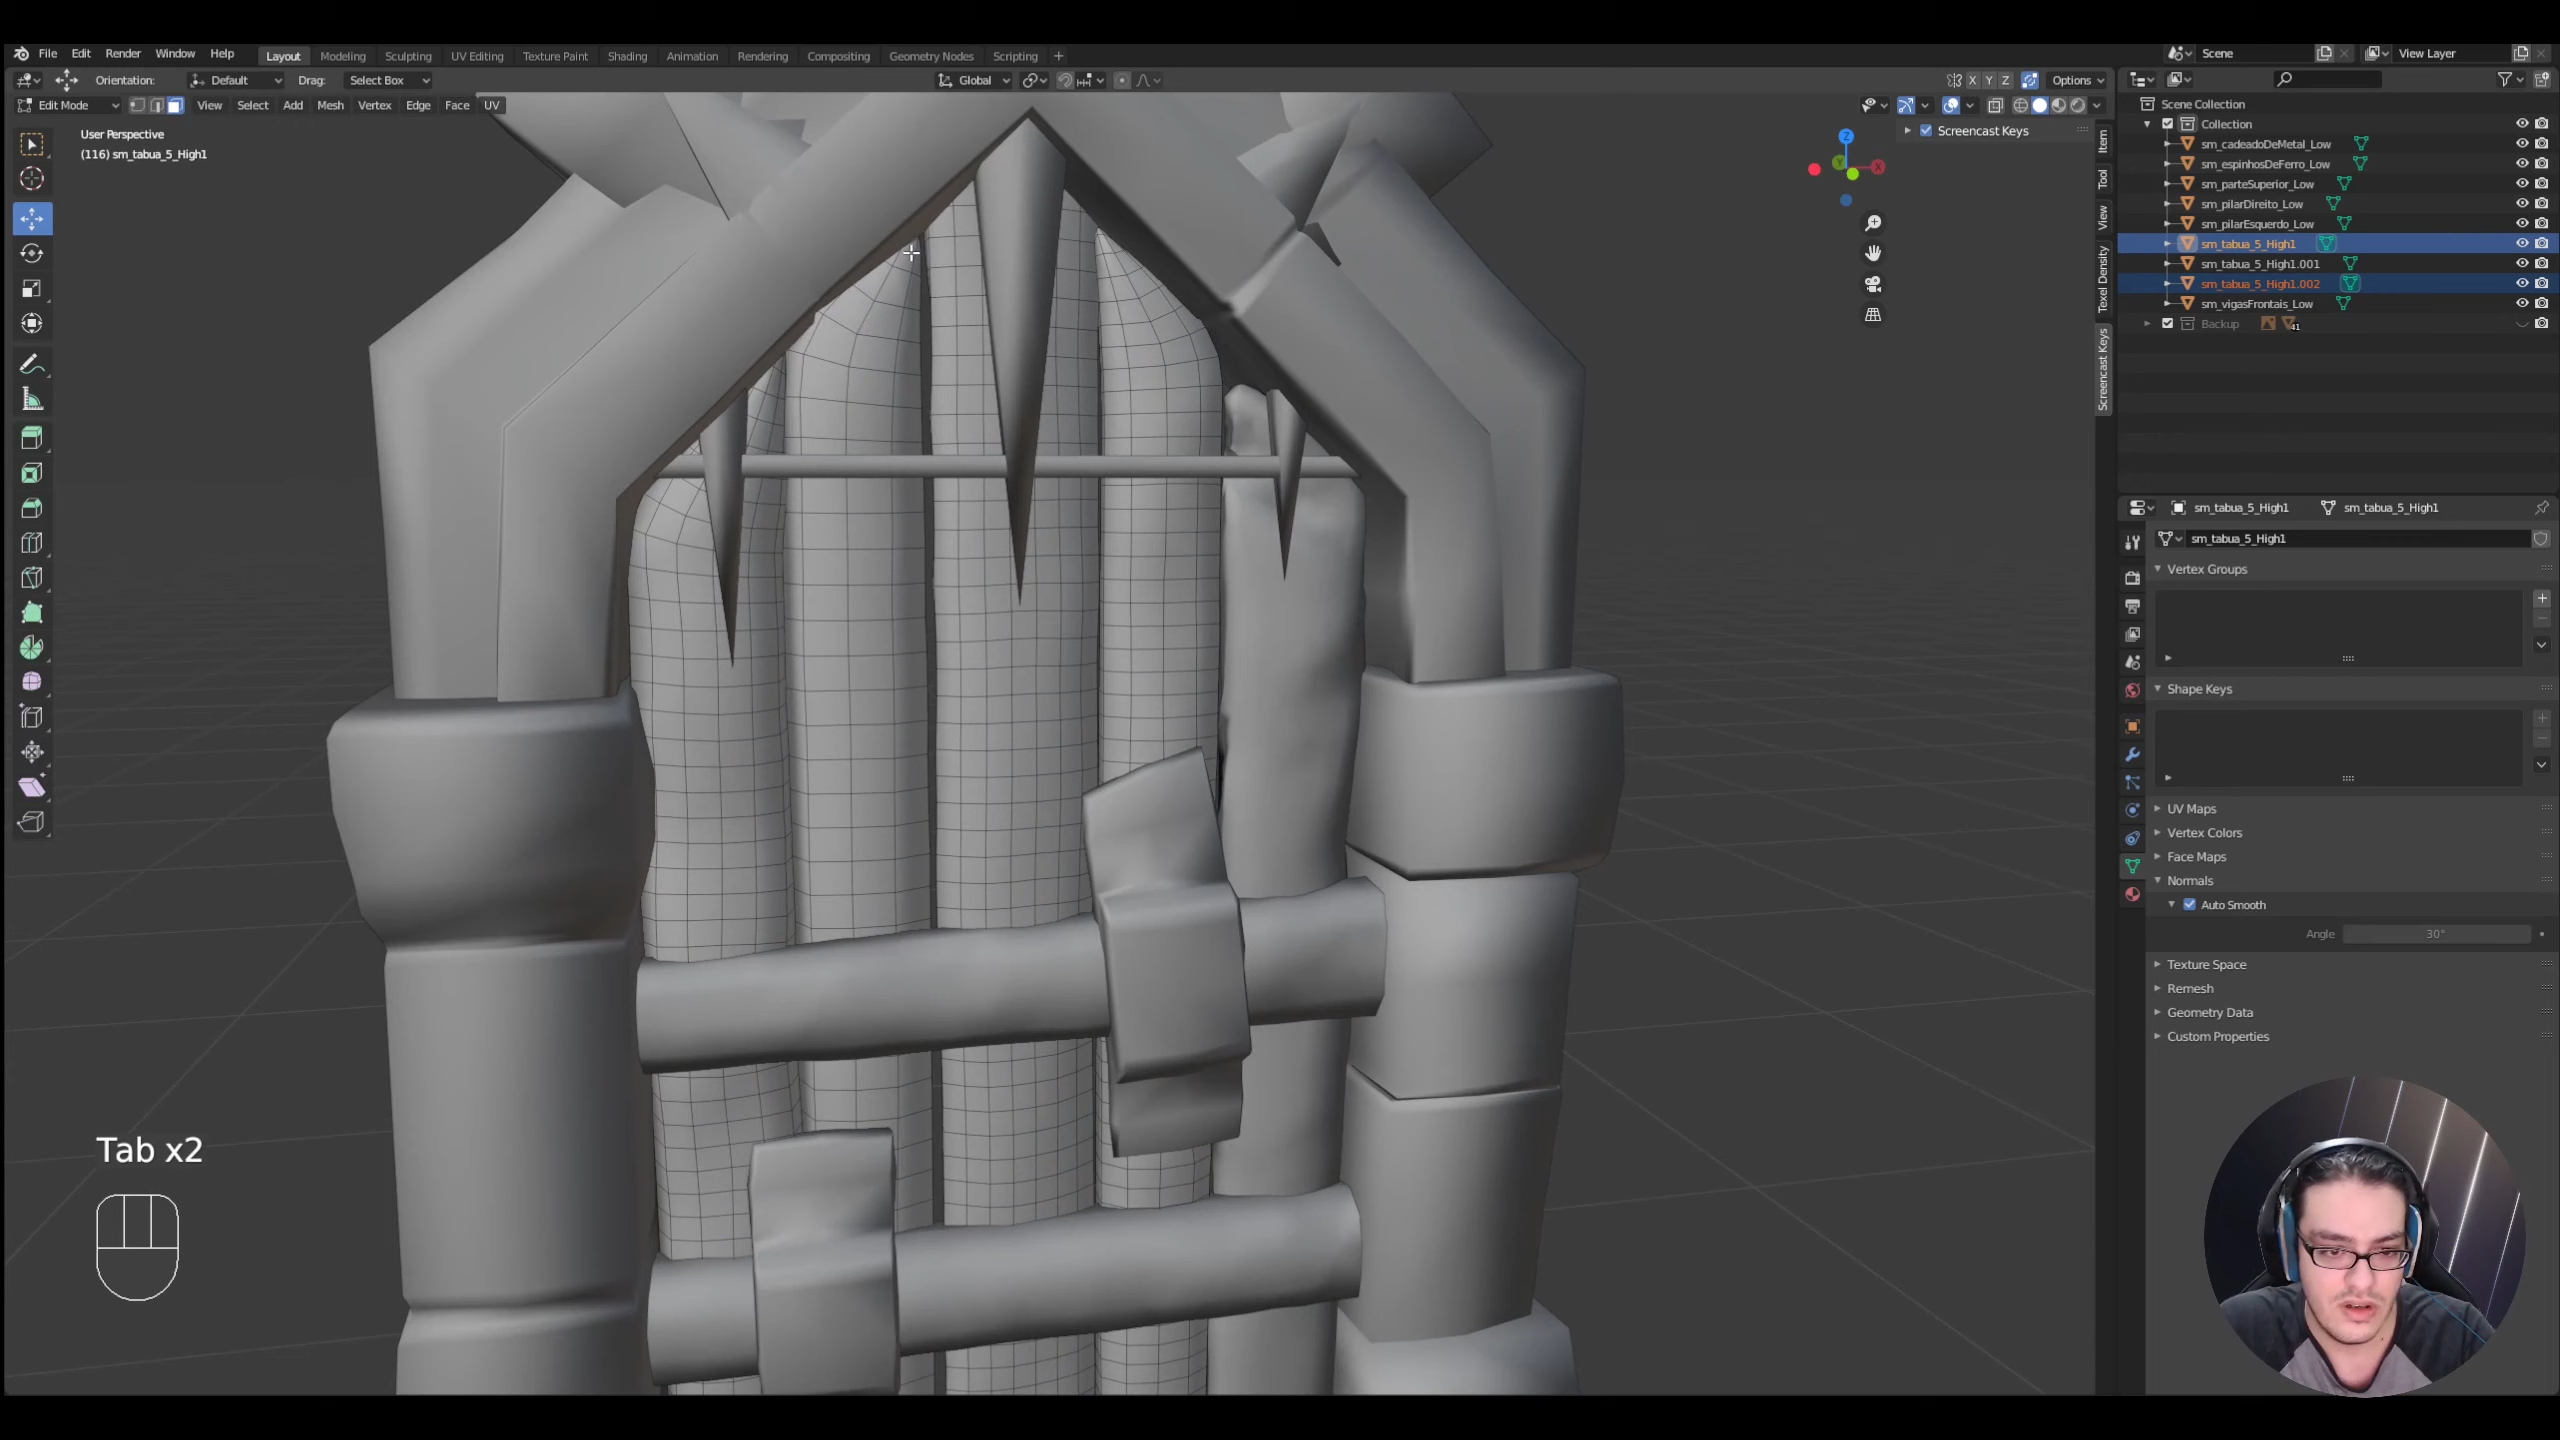 File Edit Render Window Help Layout Modeling Sculpting UV Editing Texture Paint Shading Animation Rendering Compositing Geometry Nodes Scripting + Scene View Layer
Orientation: Default Drag: Select Box Global X Y Z Options
Edit Mode View Select Add Mesh Vertex Edge Face UV
User Perspective
(116) sm_tabua_5_High1
Screencast Keys
Z
X
Item
Tool
View
Texel Density
Screencast Keys
Scene Collection
Collection
sm_cadeadoDeMetal_Low
sm_espinhosDeFerro_Low
sm_parteSuperior_Low
sm_pilarDireito_Low
sm_pilarEsquerdo_Low
sm_tabua_5_High1
sm_tabua_5_High1.001
sm_tabua_5_High1.002
sm_vigasFrontais_Low
Backup 41
sm_tabua_5_High1 sm_tabua_5_High1
sm_tabua_5_High1
Vertex Groups
Shape Keys
UV Maps
Vertex Colors
Face Maps
Normals
Auto Smooth
Angle 30°
Texture Space
Remesh
Geometry Data
Custom Properties
Tab x2